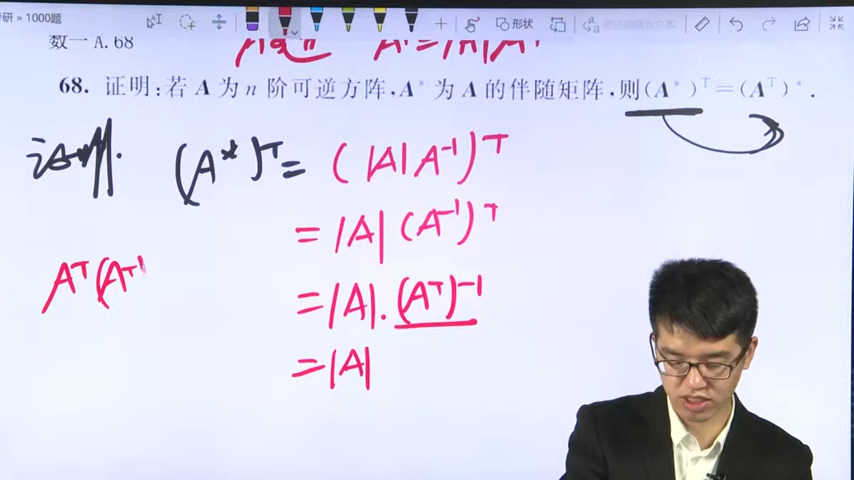 研 » 1000题
形状
数一 A.68
68. 证明:若 A 为 n 阶可逆方阵,A* 为 A 的伴随矩阵,则(A*)ᵀ=(Aᵀ)*.
证明. (A*)ᵀ= (|A|A⁻¹)ᵀ
= |A| (A⁻¹)ᵀ
Aᵀ(Aᵀ
= |A|·(Aᵀ)⁻¹
= |A|